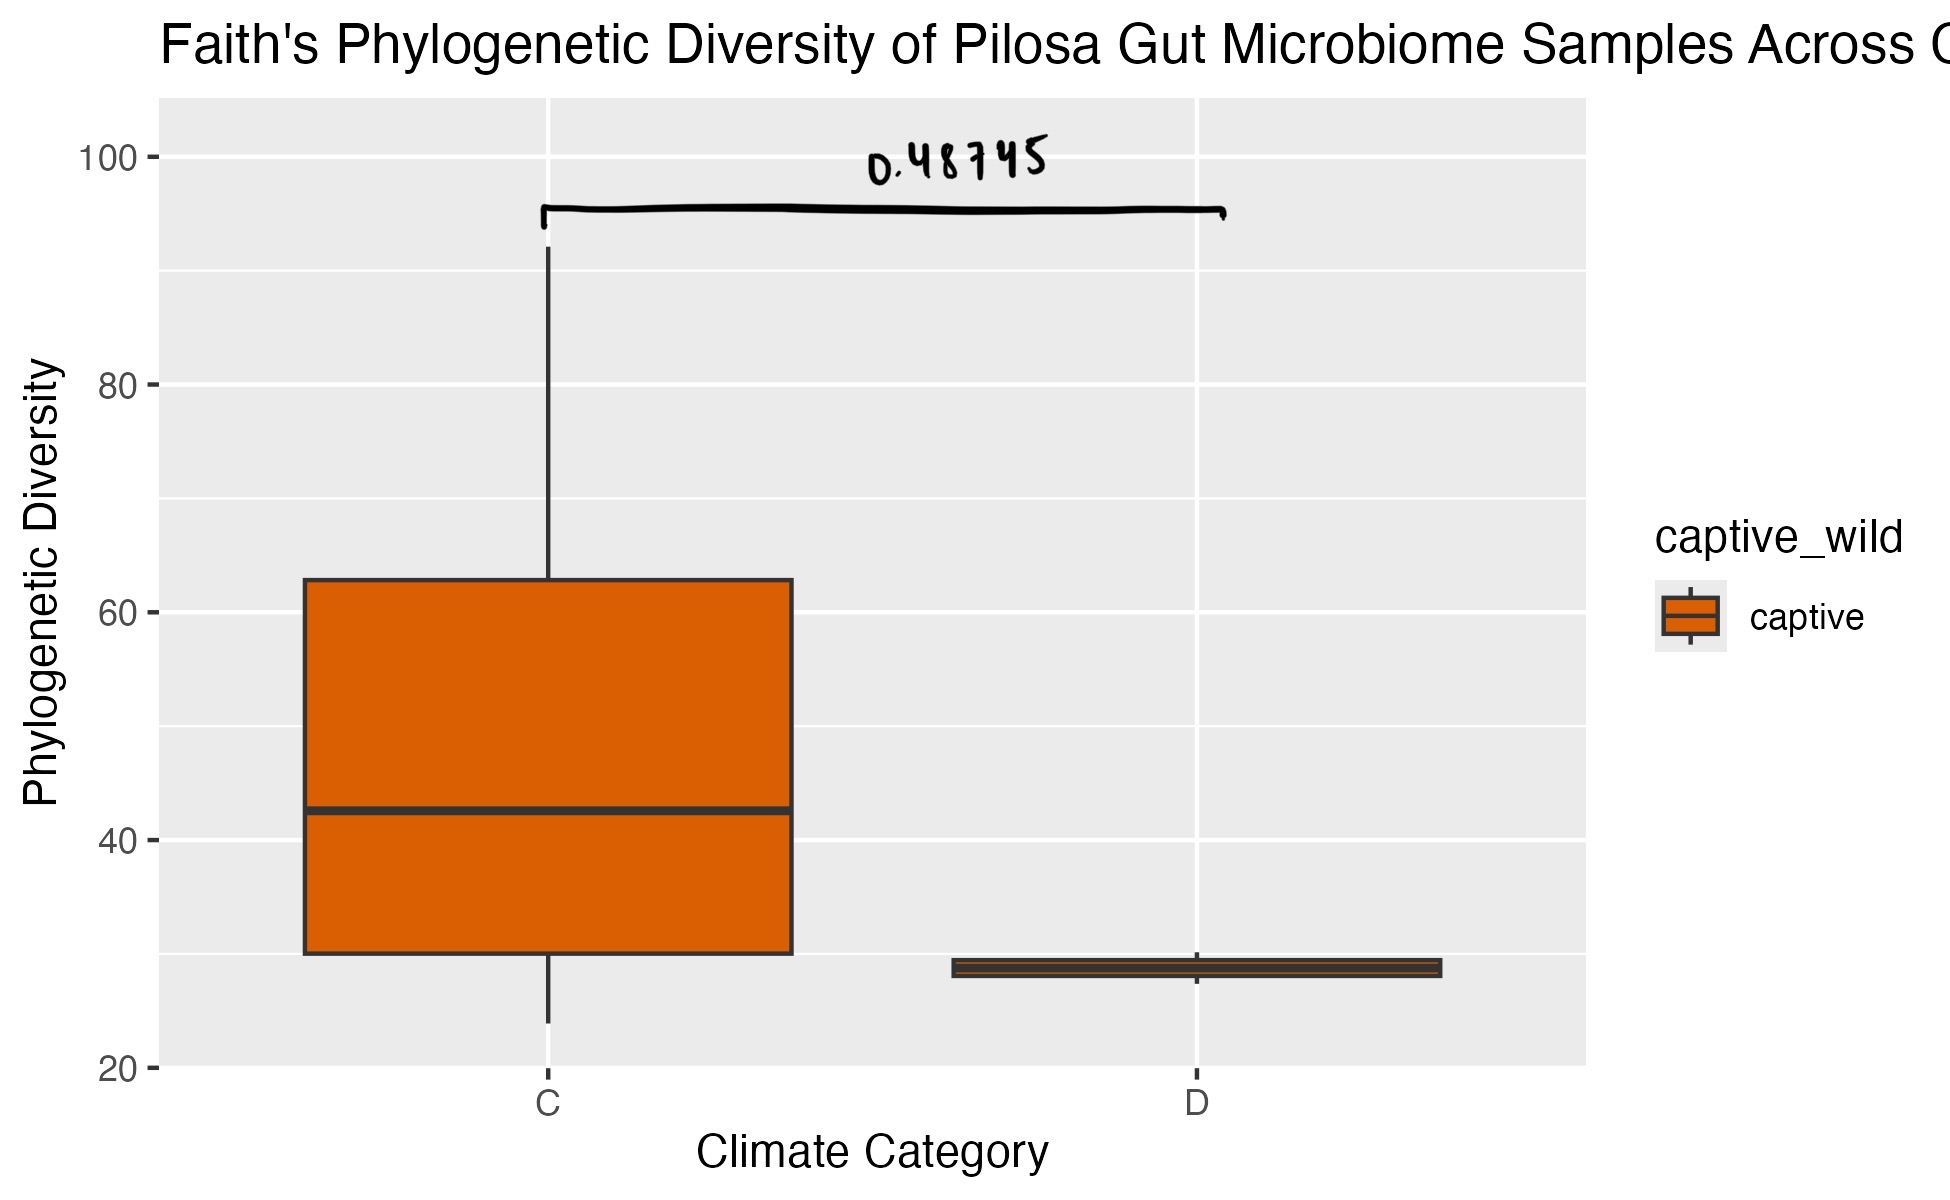 Faith's Phylogenetic Diversity of Pilosa Gut Microbiome Samples Across
0.48745
100
80
60
40
20
Phylogenetic Diversity
C
D
Climate Category
captive_wild
captive